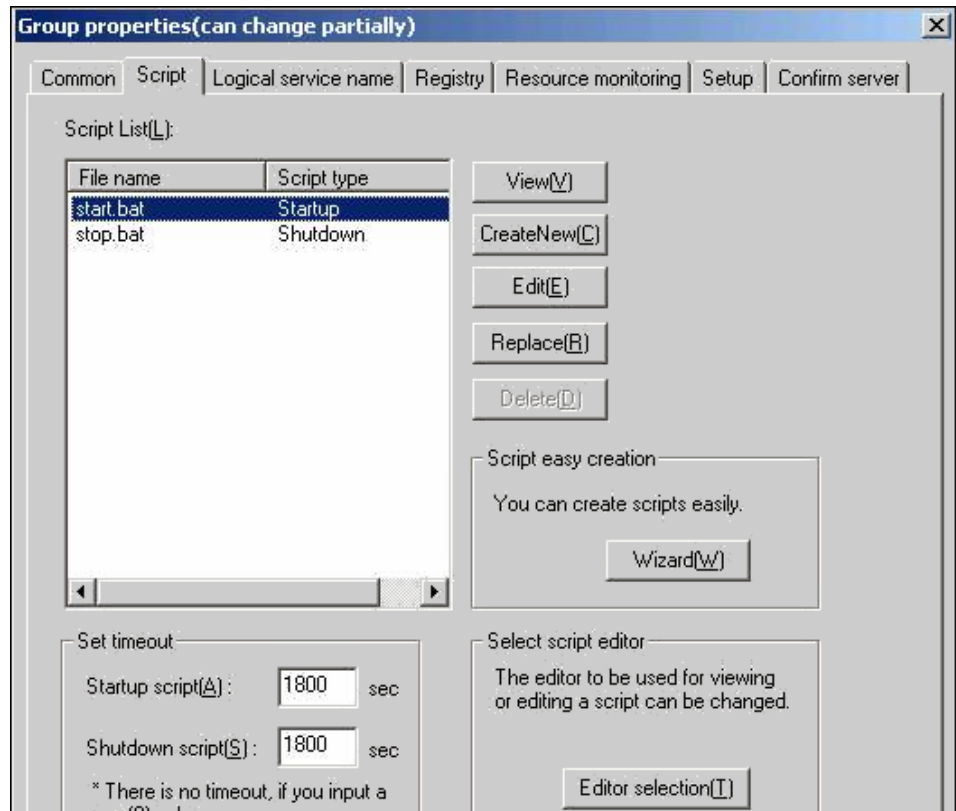 Group properties(can change partially)
Common Script Logical service name Registry Resource monitoring Setup Confirm server
Script List(L):
File name Script type
start.bat Startup
stop.bat Shutdown
View(V)
CreateNew(C)
Edit(E)
Replace(R)
Delete(D)
Script easy creation
You can create scripts easily.
Wizard(W)
Set timeout
Startup script(A) : 1800 sec
Shutdown script(S) : 1800 sec
* There is no timeout, if you input a
Select script editor
The editor to be used for viewing
or editing a script can be changed.
Editor selection(T)